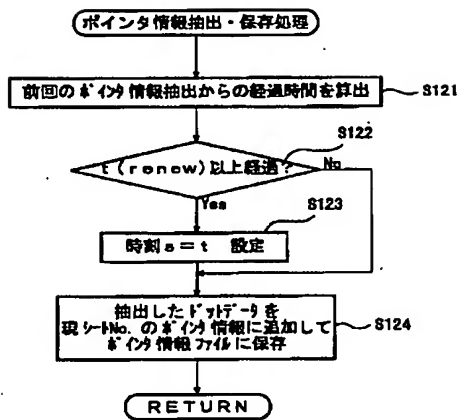 ポインタ情報抽出・保存処理
前回のポインタ情報抽出からの経過時間を算出
S121
S122
t(renew)以上経過?
No
Yes
S123
時刻s=t 設定
抽出したドットデータを
現シートNo.のポインタ情報に追加して
ポインタ情報ファイルに保存
S124
RETURN